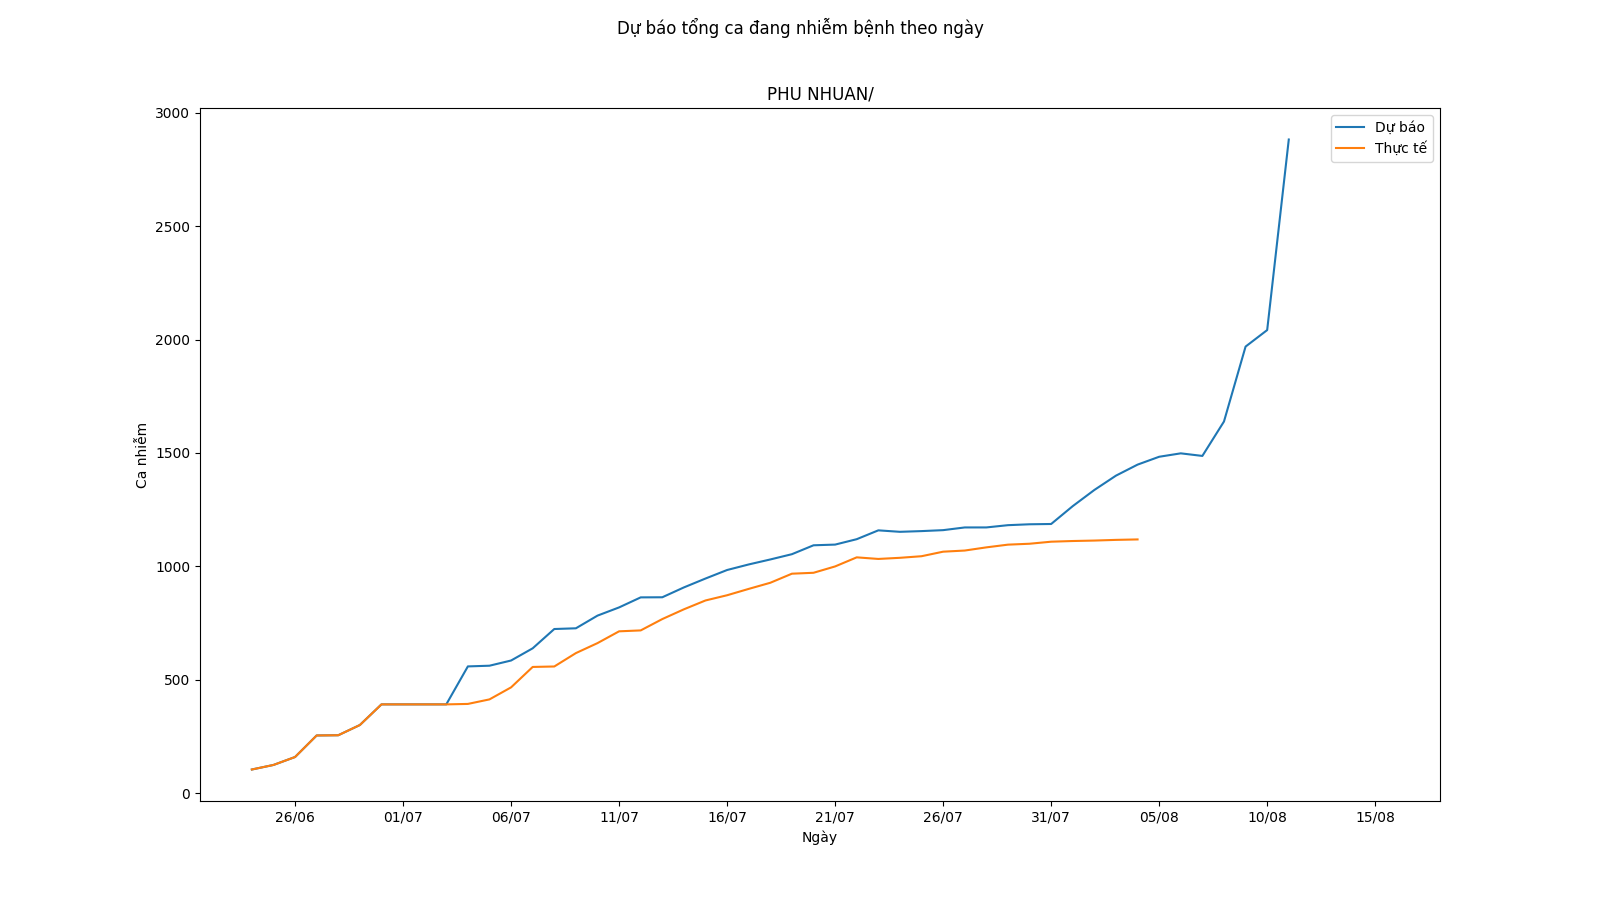 Dự báo tổng ca đang nhiễm bệnh theo ngày
PHU NHUAN/
Dự báo
Thực tế
Ca nhiễm
3000
2500
2000
1500
1000
500
0
26/06 01/07 06/07 11/07 16/07 21/07 26/07 31/07 05/08 10/08 15/08
Ngày